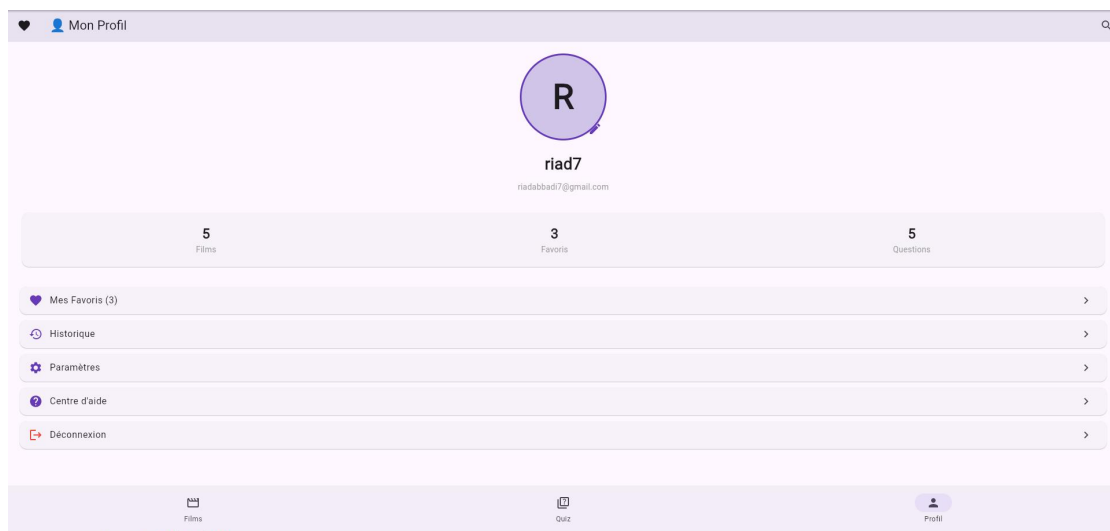 Mon Profil
R
riad7
riadabbadi7@gmail.com
5 3 5
Films Favoris Questions
Mes Favoris (3)
Historique
Paramètres
Centre d'aide
Déconnexion
Films Quiz Profil